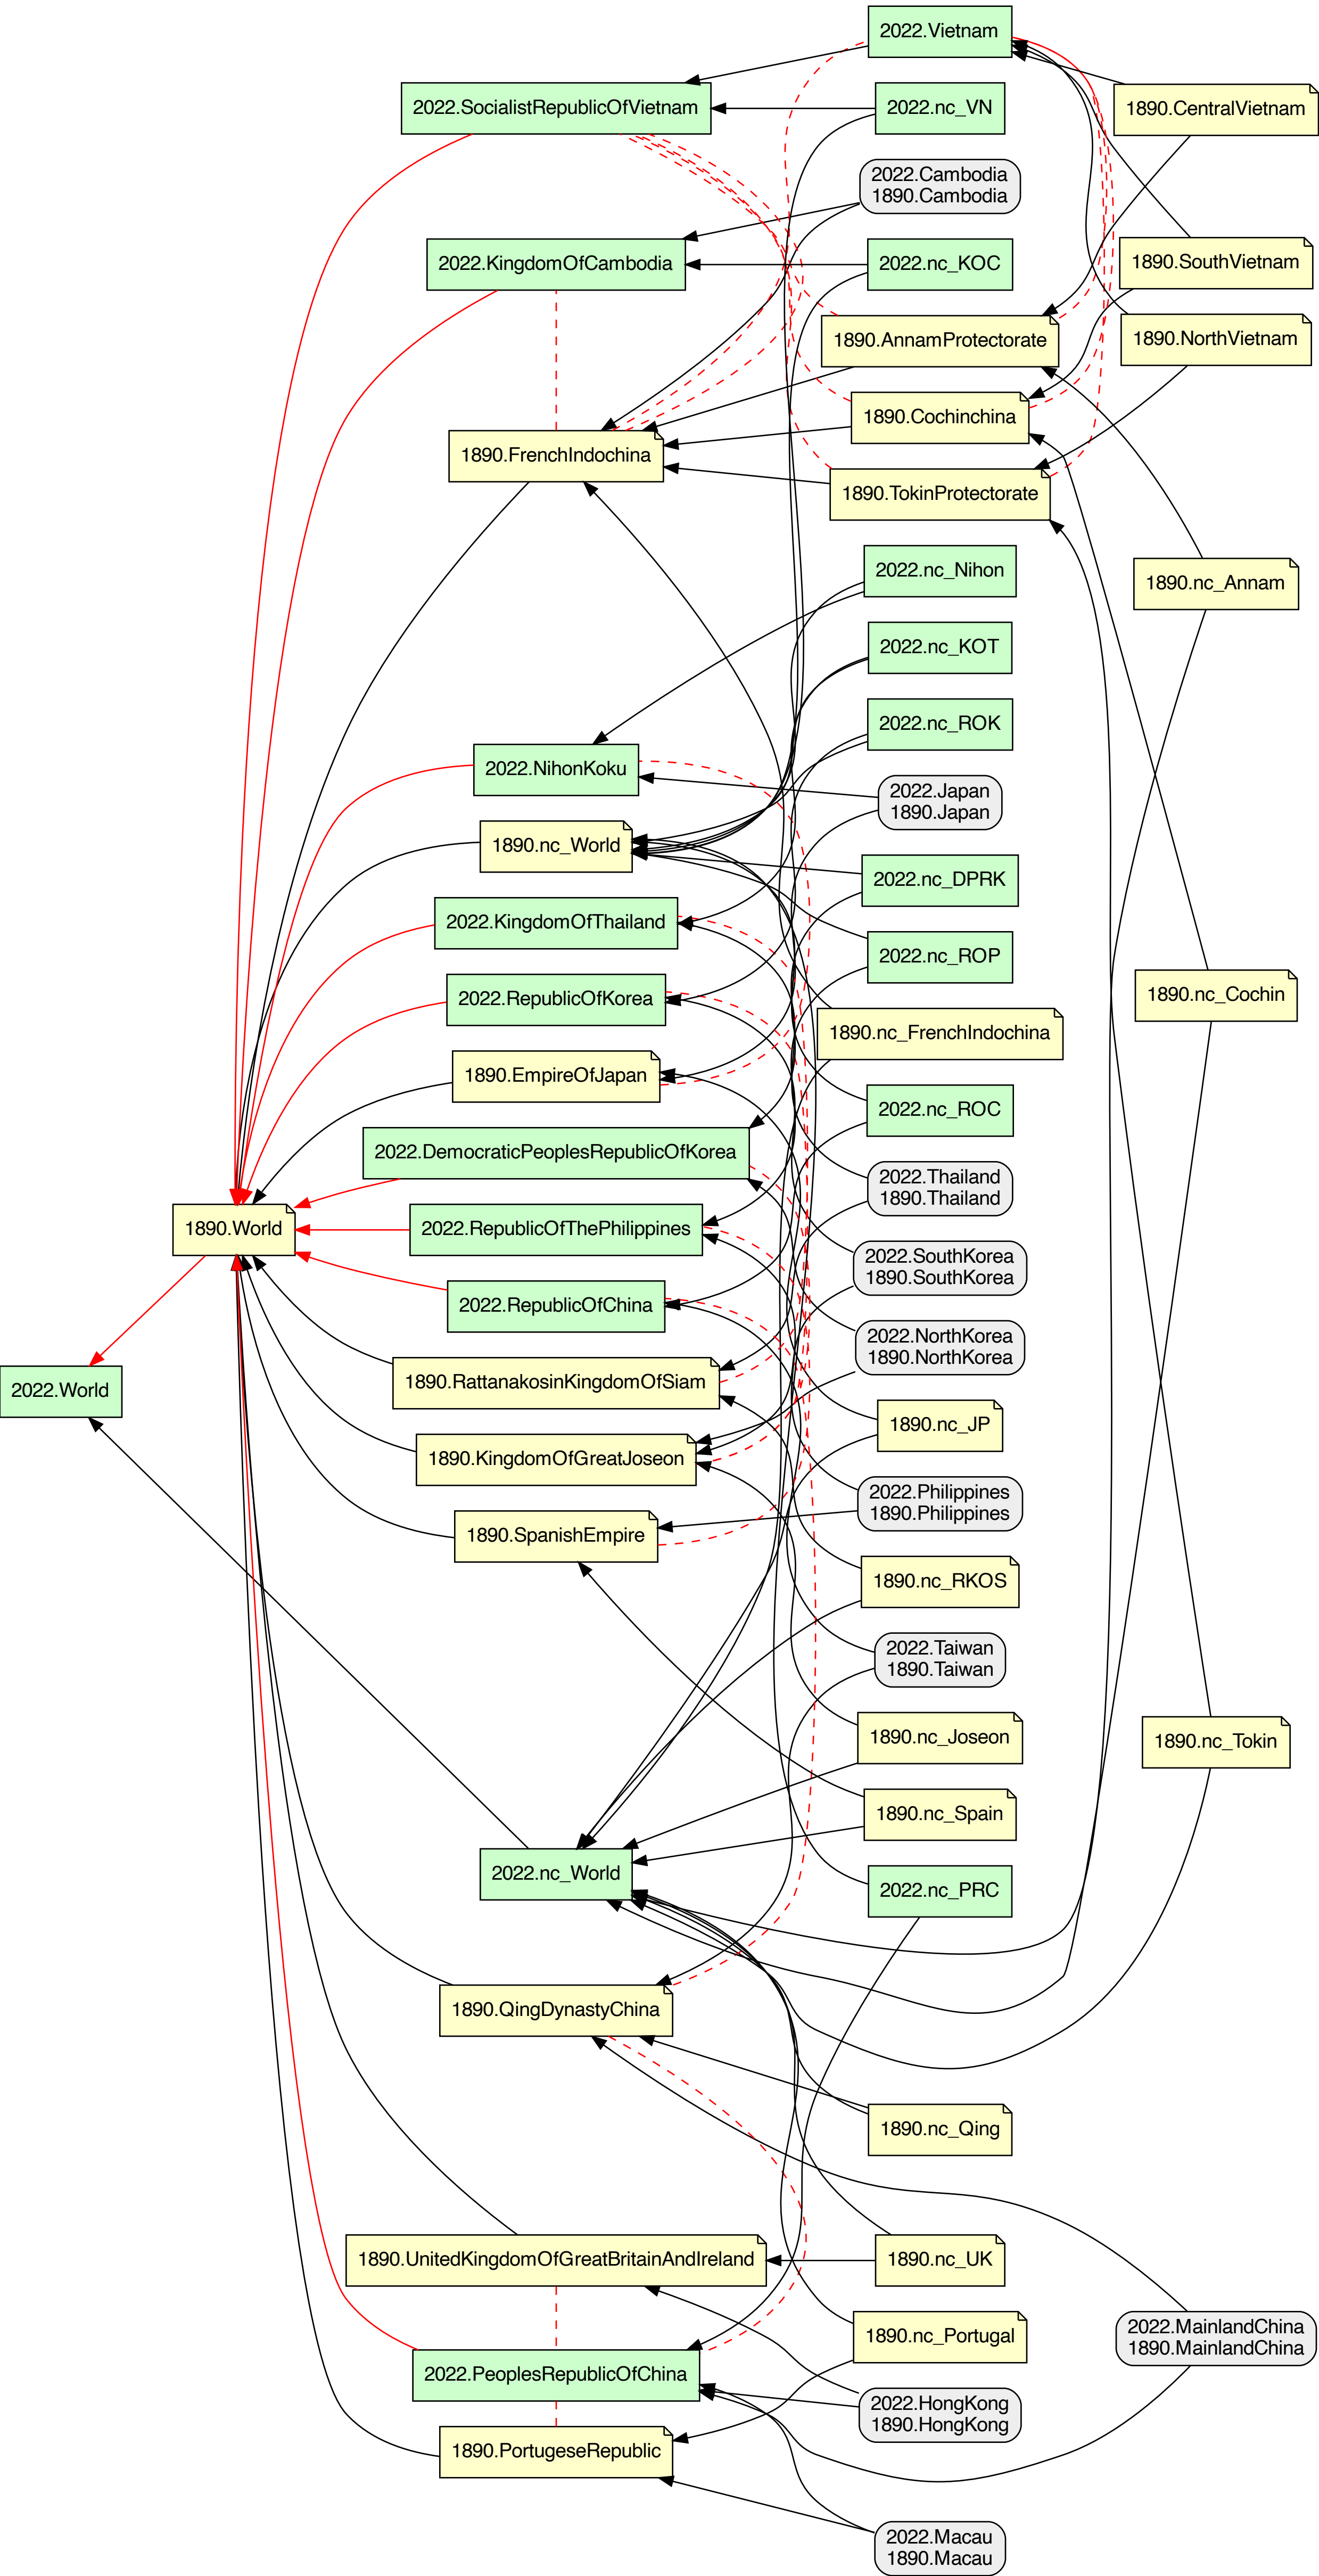 2022.Vietnam
2022.SocialistRepublicOfVietnam
2022.nc_VN
1890.CentralVietnam
2022.Cambodia
1890.Cambodia
2022.KingdomOfCambodia
2022.nc_KOC
1890.SouthVietnam
1890.AnnamProtectorate
1890.NorthVietnam
1890.Cochinchina
1890.FrenchIndochina
1890.TokinProtectorate
2022.nc_Nihon
1890.nc_Annam
2022.nc_KOT
2022.nc_ROK
2022.NihonKoku
2022.Japan
1890.Japan
1890.nc_World
2022.nc_DPRK
2022.KingdomOfThailand
2022.nc_ROP
2022.RepublicOfKorea
1890.nc_Cochin
1890.nc_FrenchIndochina
1890.EmpireOfJapan
2022.nc_ROC
2022.DemocraticPeoplesRepublicOfKorea
2022.Thailand
1890.Thailand
1890.World
2022.RepublicOfThePhilippines
2022.SouthKorea
1890.SouthKorea
2022.RepublicOfChina
2022.NorthKorea
1890.NorthKorea
2022.World
1890.RattanakosinKingdomOfSiam
1890.nc_JP
1890.KingdomOfGreatJoseon
2022.Philippines
1890.Philippines
1890.SpanishEmpire
1890.nc_RKOS
2022.Taiwan
1890.Taiwan
1890.nc_Joseon
1890.nc_Tokin
1890.nc_Spain
2022.nc_World
2022.nc_PRC
1890.QingDynastyChina
1890.nc_Qing
1890.UnitedKingdomOfGreatBritainAndIreland
1890.nc_UK
1890.nc_Portugal
2022.MainlandChina
1890.MainlandChina
2022.PeoplesRepublicOfChina
2022.HongKong
1890.HongKong
1890.PortugeseRepublic
2022.Macau
1890.Macau